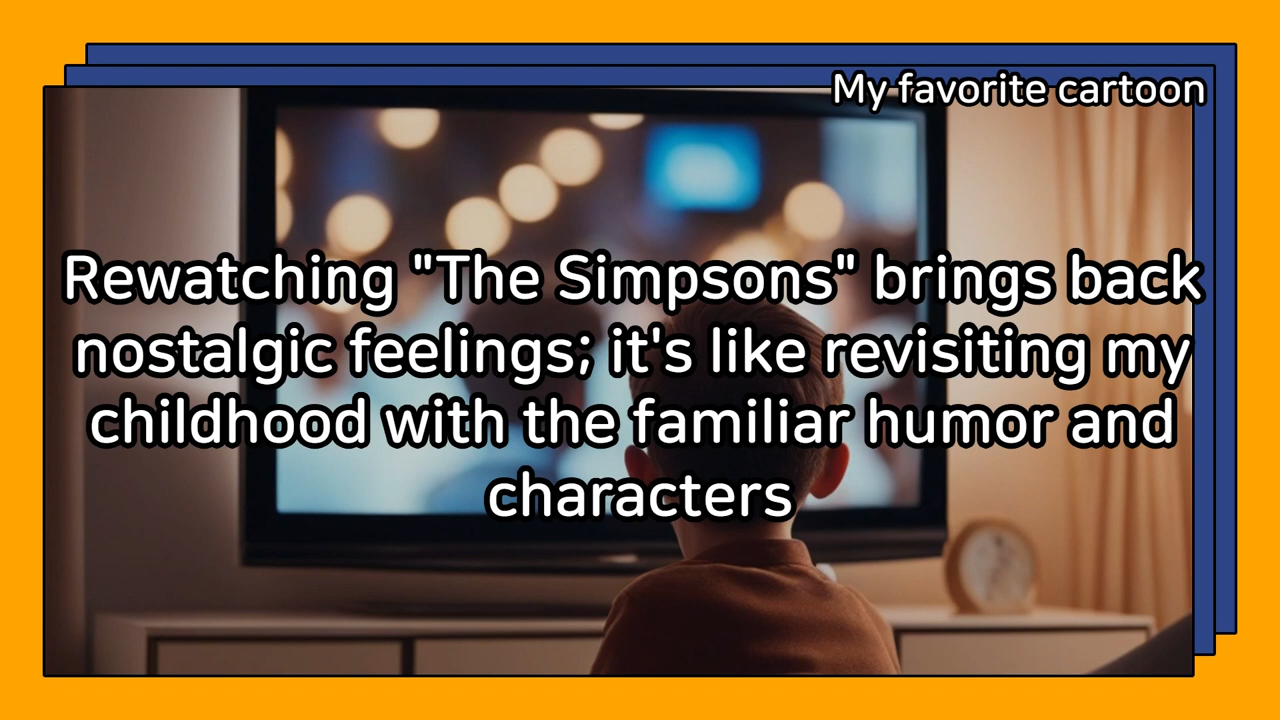 My favorite cartoon
Rewatching "The Simpsons" brings back
nostalgic feelings; it's like revisiting my
childhood with the familiar humor and
characters